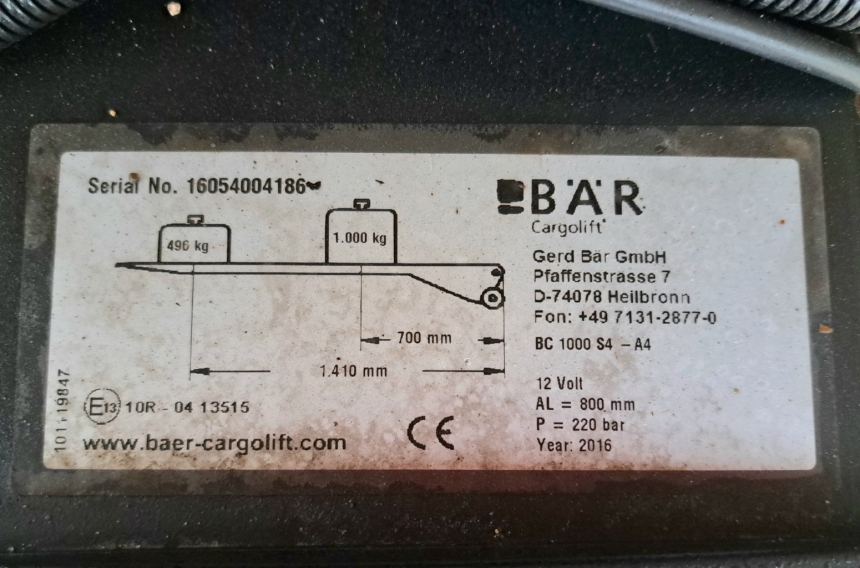 Serial No. 16054004186
BÄR
Cargolift
496 kg
1.000 kg
Gerd Bär GmbH
Pfaffenstrasse 7
D-74078 Heilbronn
Fon: +49 7131-2877-0
700 mm
BC 1000 S4 - A4
1.410 mm
12 Volt
AL = 800 mm
P = 220 bar
Year: 2016
E13 10R - 04 13515
CE
www.baer-cargolift.com